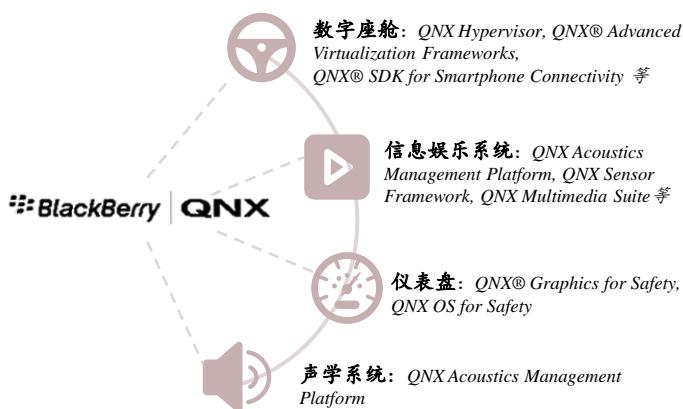 数字座舱：QNX Hypervisor, QNX® Advanced
Virtualization Frameworks,
QNX® SDK for Smartphone Connectivity 等
信息娱乐系统：QNX Acoustics
Management Platform, QNX Sensor
Framework, QNX Multimedia Suite等
BlackBerry | QNX
仪表盘：QNX® Graphics for Safety,
QNX OS for Safety
声学系统：QNX Acoustics Management
Platform